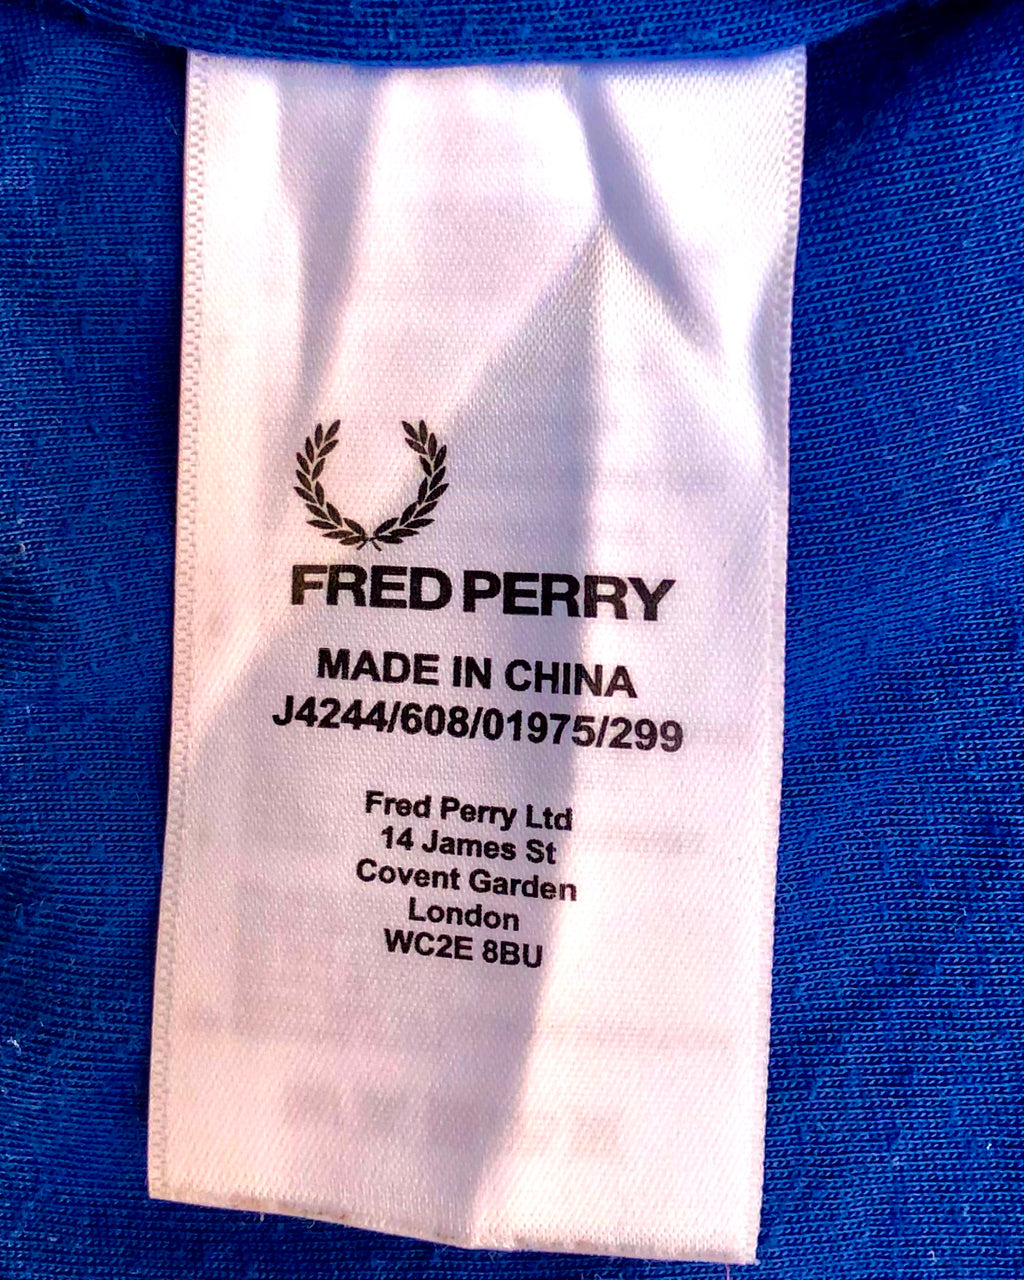 FRED PERRY
MADE IN CHINA
J4244/608/01975/299
Fred Perry Ltd
14 James St
Covent Garden
London
WC2E 8BU